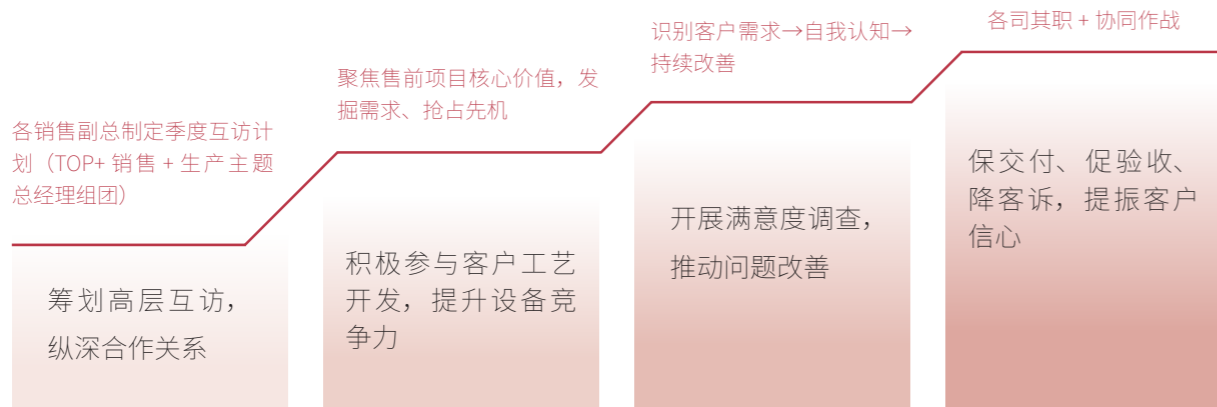 各销售副总制定季度互访计
划（TOP+ 销售 + 生产主题
总经理组团）
筹划高层互访，
纵深合作关系
聚焦售前项目核心价值，发
掘需求、抢占先机
积极参与客户工艺
开发，提升设备竞
争力
识别客户需求→自我认知→
持续改善
开展满意度调查，
推动问题改善
各司其职 + 协同作战
保交付、促验收、
降客诉，提振客户
信心